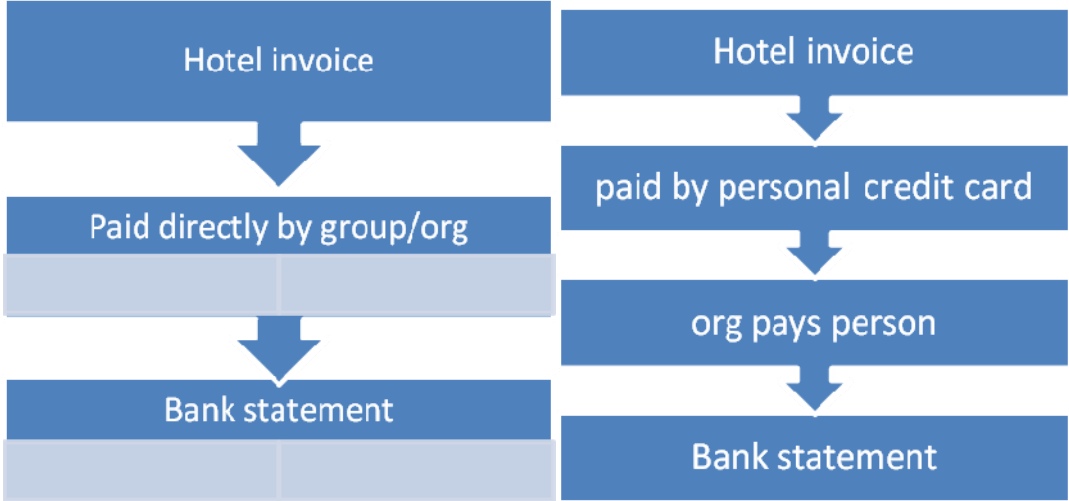 Hotel invoice
Paid directly by group/org
Bank statement
Hotel invoice
paid by personal credit card
org pays person
Bank statement